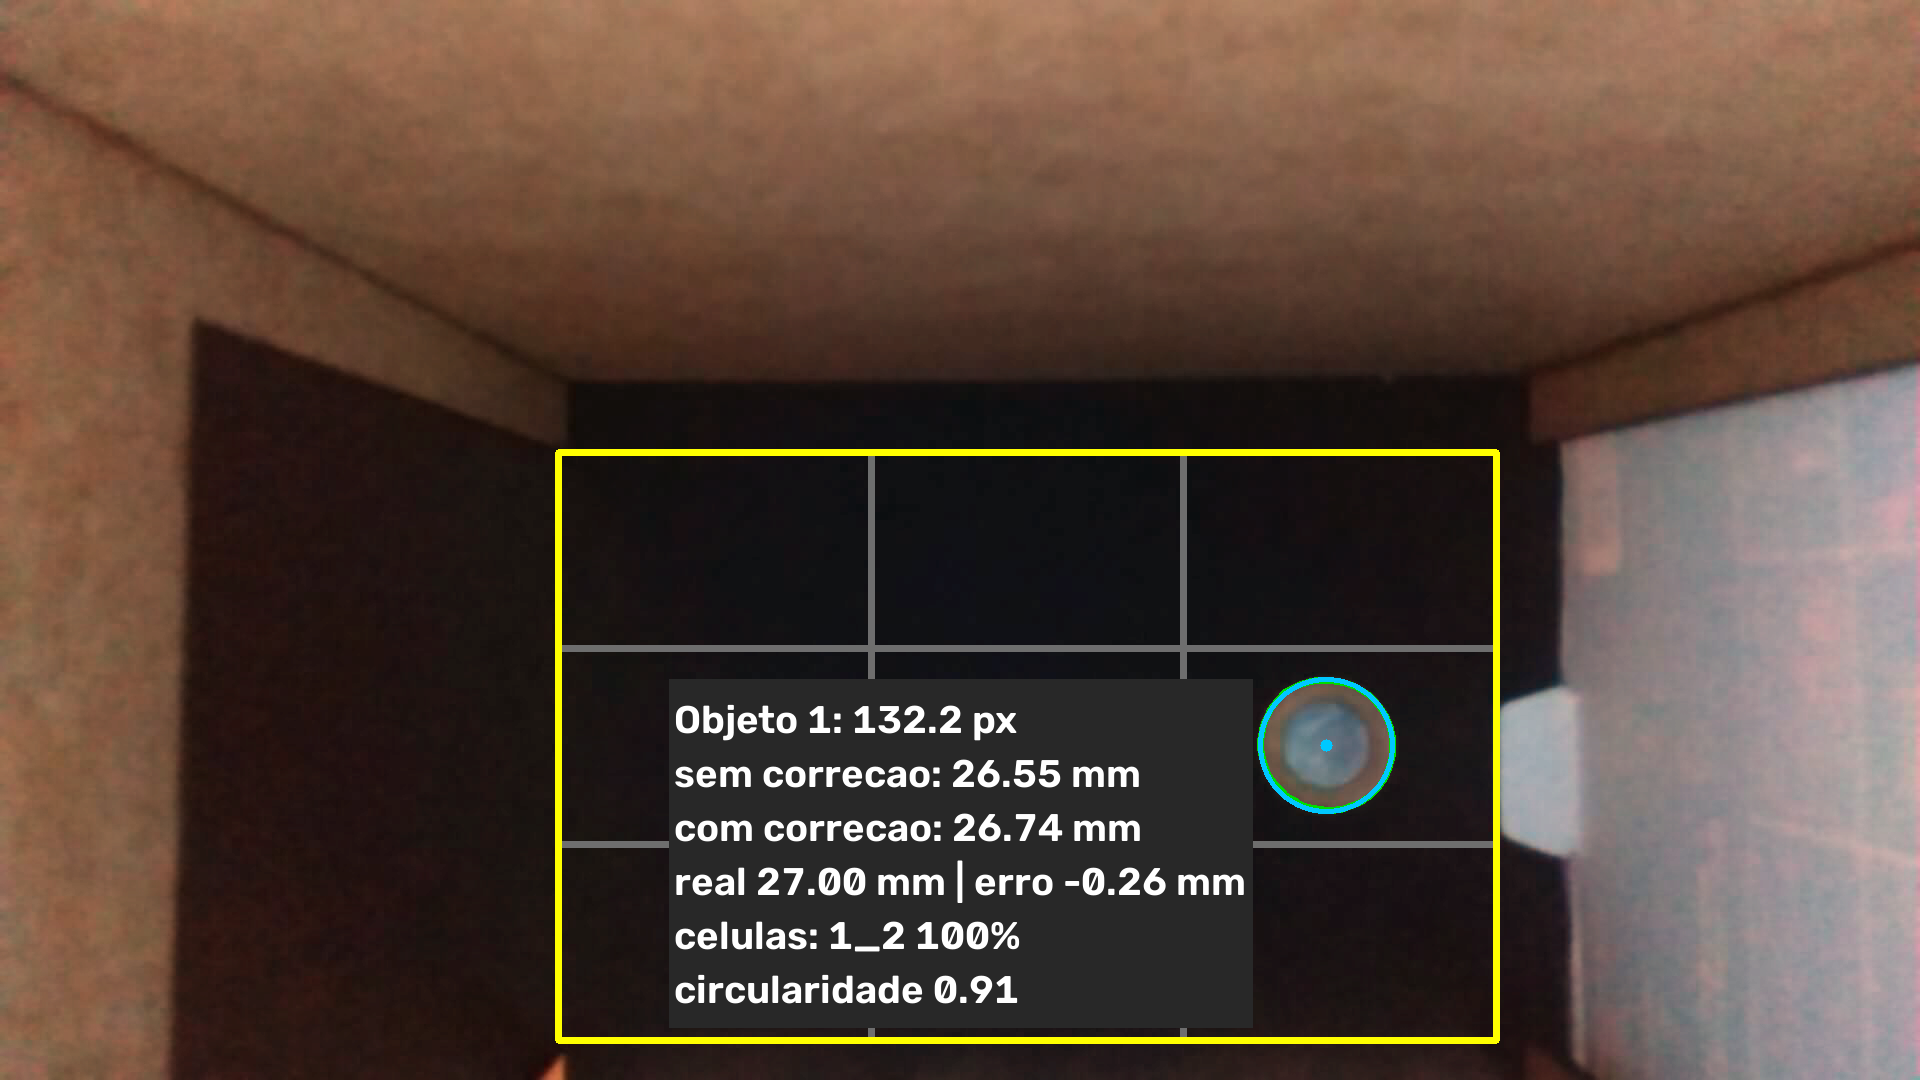 Objeto 1: 132.2 px
sem correcao: 26.55 mm
com correcao: 26.74 mm
real 27.00 mm | erro -0.26 mm
celulas: 1_2 100%
circularidade 0.91